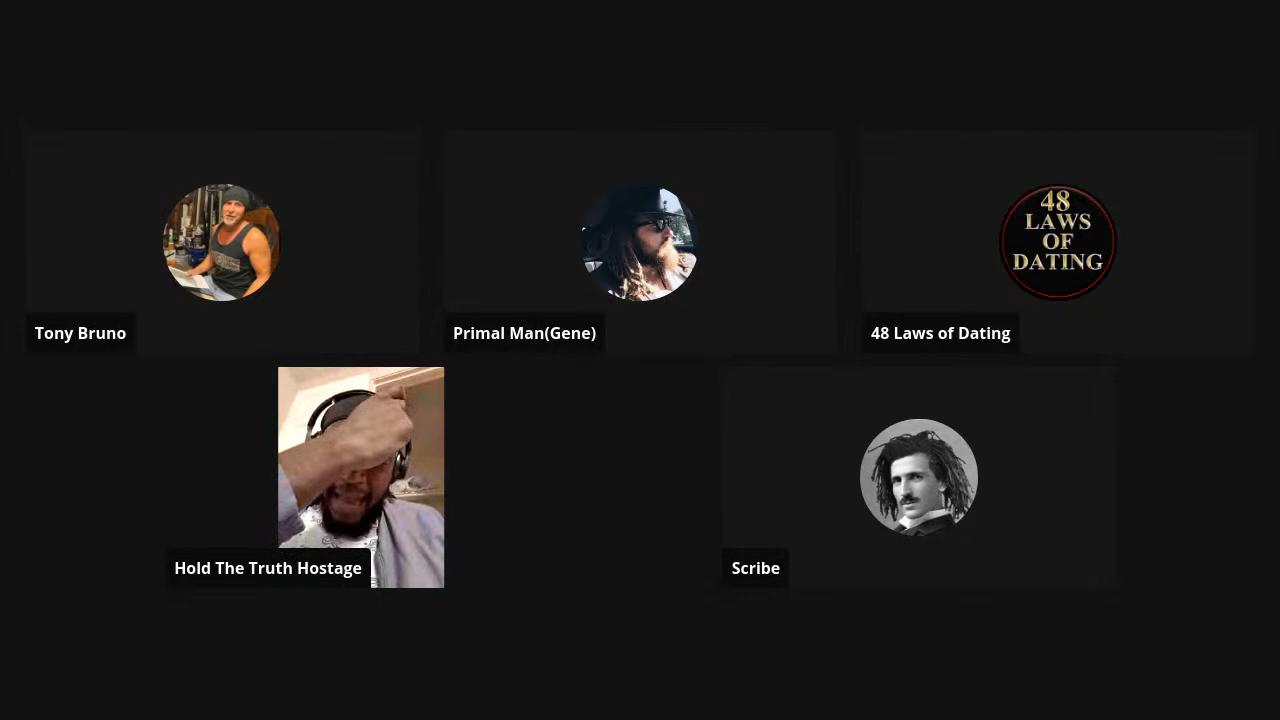 48
LAWS
OF
DATING
Tony Bruno
Primal Man(Gene)
48 Laws of Dating
Hold The Truth Hostage
Scribe